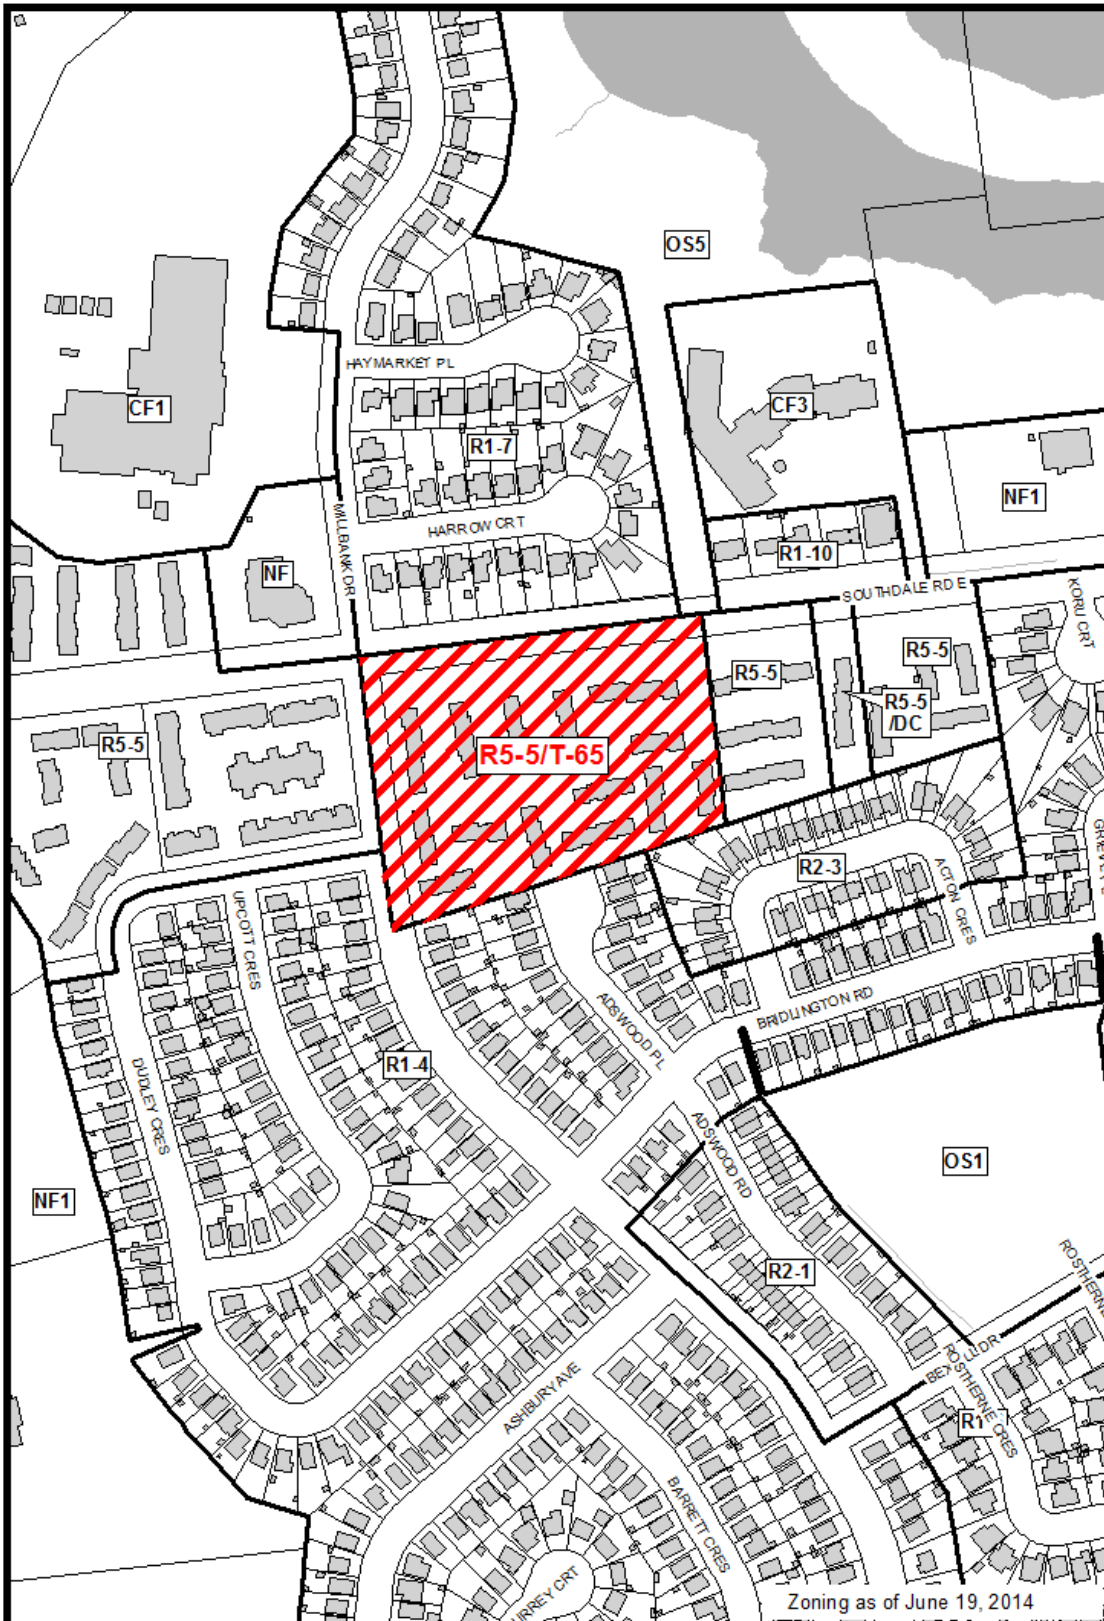 OS5
HAYMARKET PL
CF1
CF3
R1-7
NF1
MILLBANK DR
HARROW CRT
R1-10
NF
SOUTHDALE RD E
KORU CRT
R5-5
R5-5
R5-5
/DC
R5-5
R5-5/T-65
R2-3
ACTON CRES
UPCOTT CRES
ADSWOOD PL
BRIDLINGTON RD
R1-4
DUDLEY CRES
ADSWOOD RD
OS1
NF1
R2-1
ROSTHERNE
BEXHILL DR
ROSTHERNE CRES
ASHBURY AVE
BARRETT CRES
URREY CRT
Zoning as of June 19, 2014